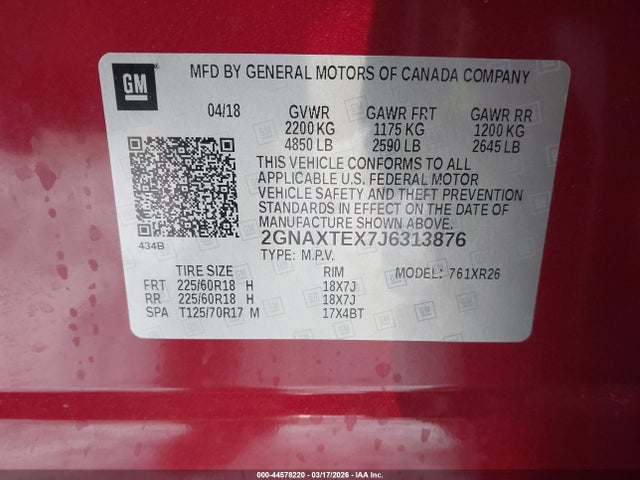 GM
MFD BY GENERAL MOTORS OF CANADA COMPANY
04/18 GVWR GAWR FRT GAWR RR
2200 KG 1175 KG 1200 KG
4850 LB 2590 LB 2645 LB
THIS VEHICLE CONFORMS TO ALL
APPLICABLE U.S. FEDERAL MOTOR
VEHICLE SAFETY AND THEFT PREVENTION
STANDARDS IN EFFECT ON THE DATE OF
MANUFACTURE SHOWN ABOVE.
434B 2GNAXTEX7J6313876
TYPE: M.P.V.
TIRE SIZE RIM MODEL: 761XR26
FRT 225/60R18 H 18X7J
RR 225/60R18 H 18X7J
SPA T125/70R17 M 17X4BT
000-44578220 - 03/17/2026 - IAA Inc.